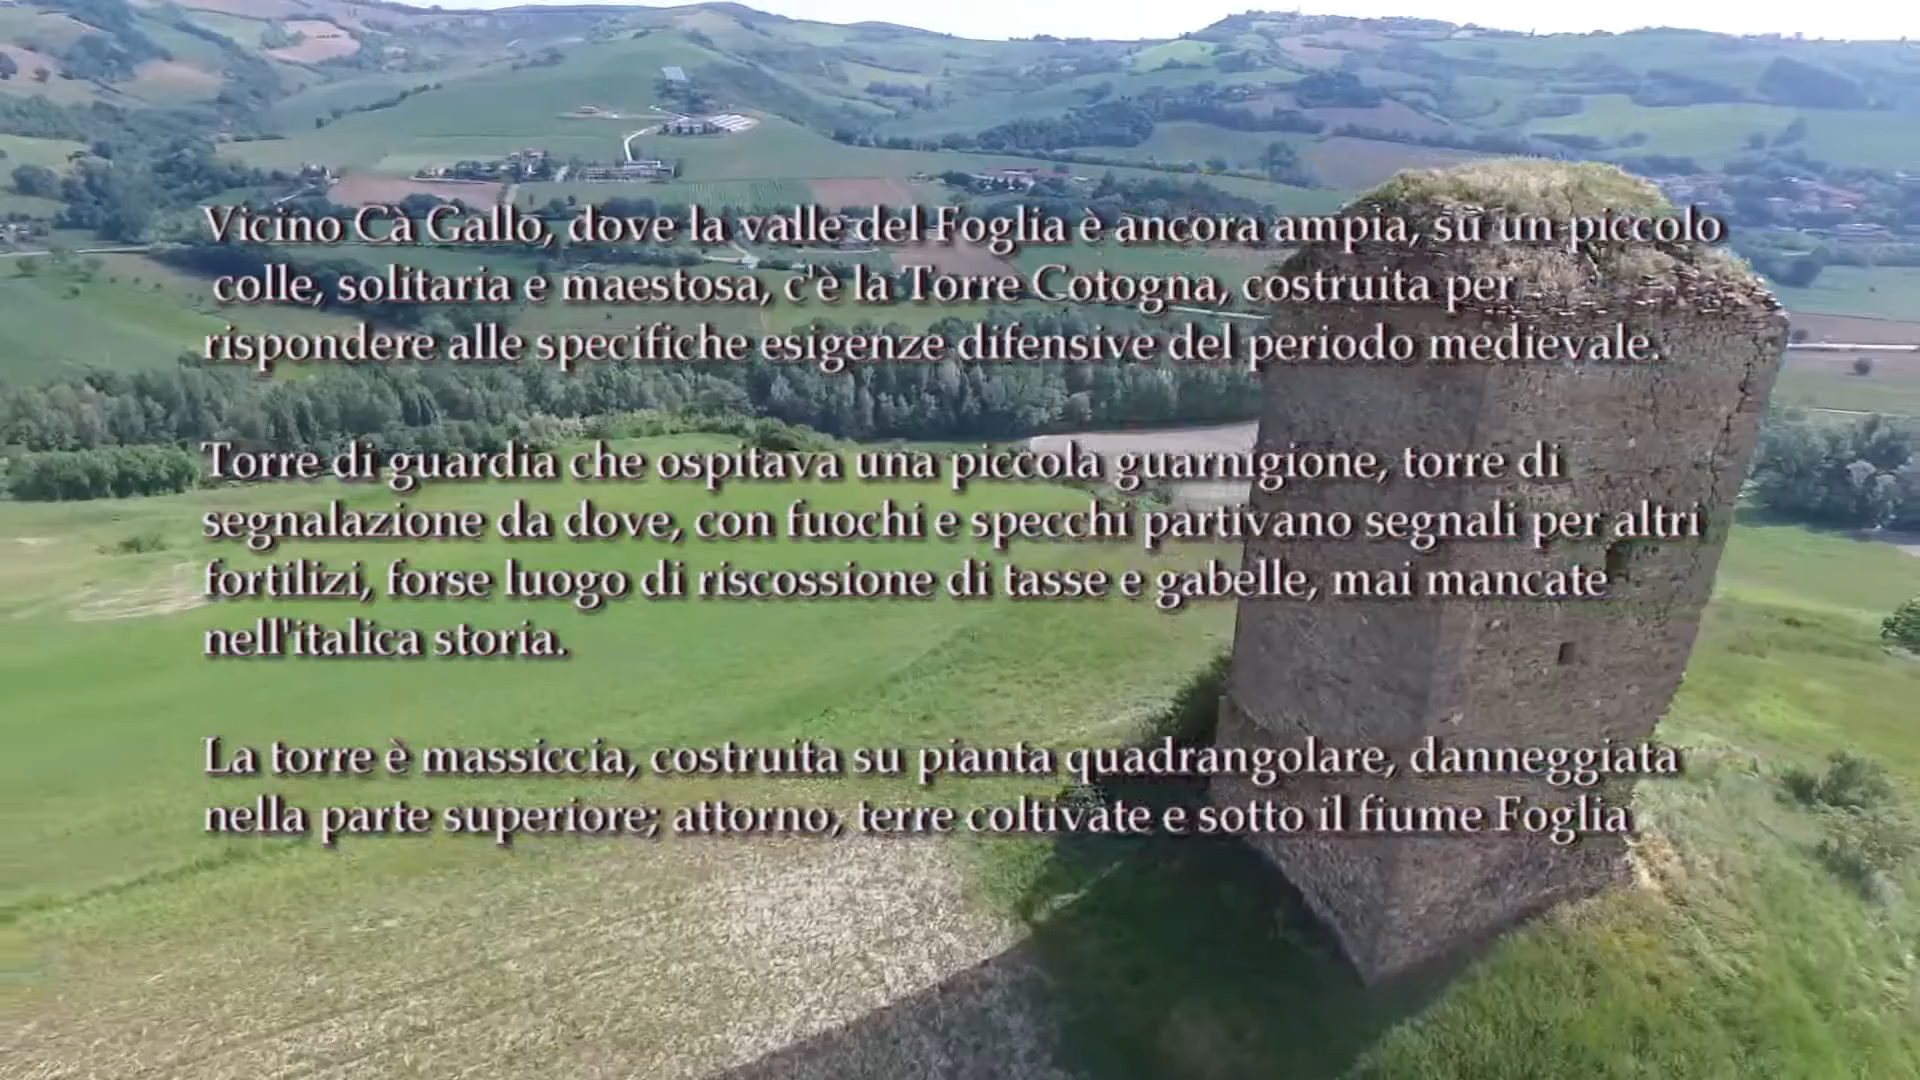 Vicino Cà Gallo, dove la valle del Foglia è ancora ampia, su un piccolo
colle, solitaria e maestosa, c'è la Torre Cotogna, costruita per
rispondere alle specifiche esigenze difensive del periodo medievale.
Torre di guardia che ospitava una piccola guarnigione, torre di
segnalazione da dove, con fuochi e specchi partivano segnali per altri
fortilizi, forse luogo di riscossione di tasse e gabelle, mai mancate
nell'italica storia.
La torre è massiccia, costruita su pianta quadrangolare, danneggiata
nella parte superiore; attorno, terre coltivate e sotto il fiume Foglia